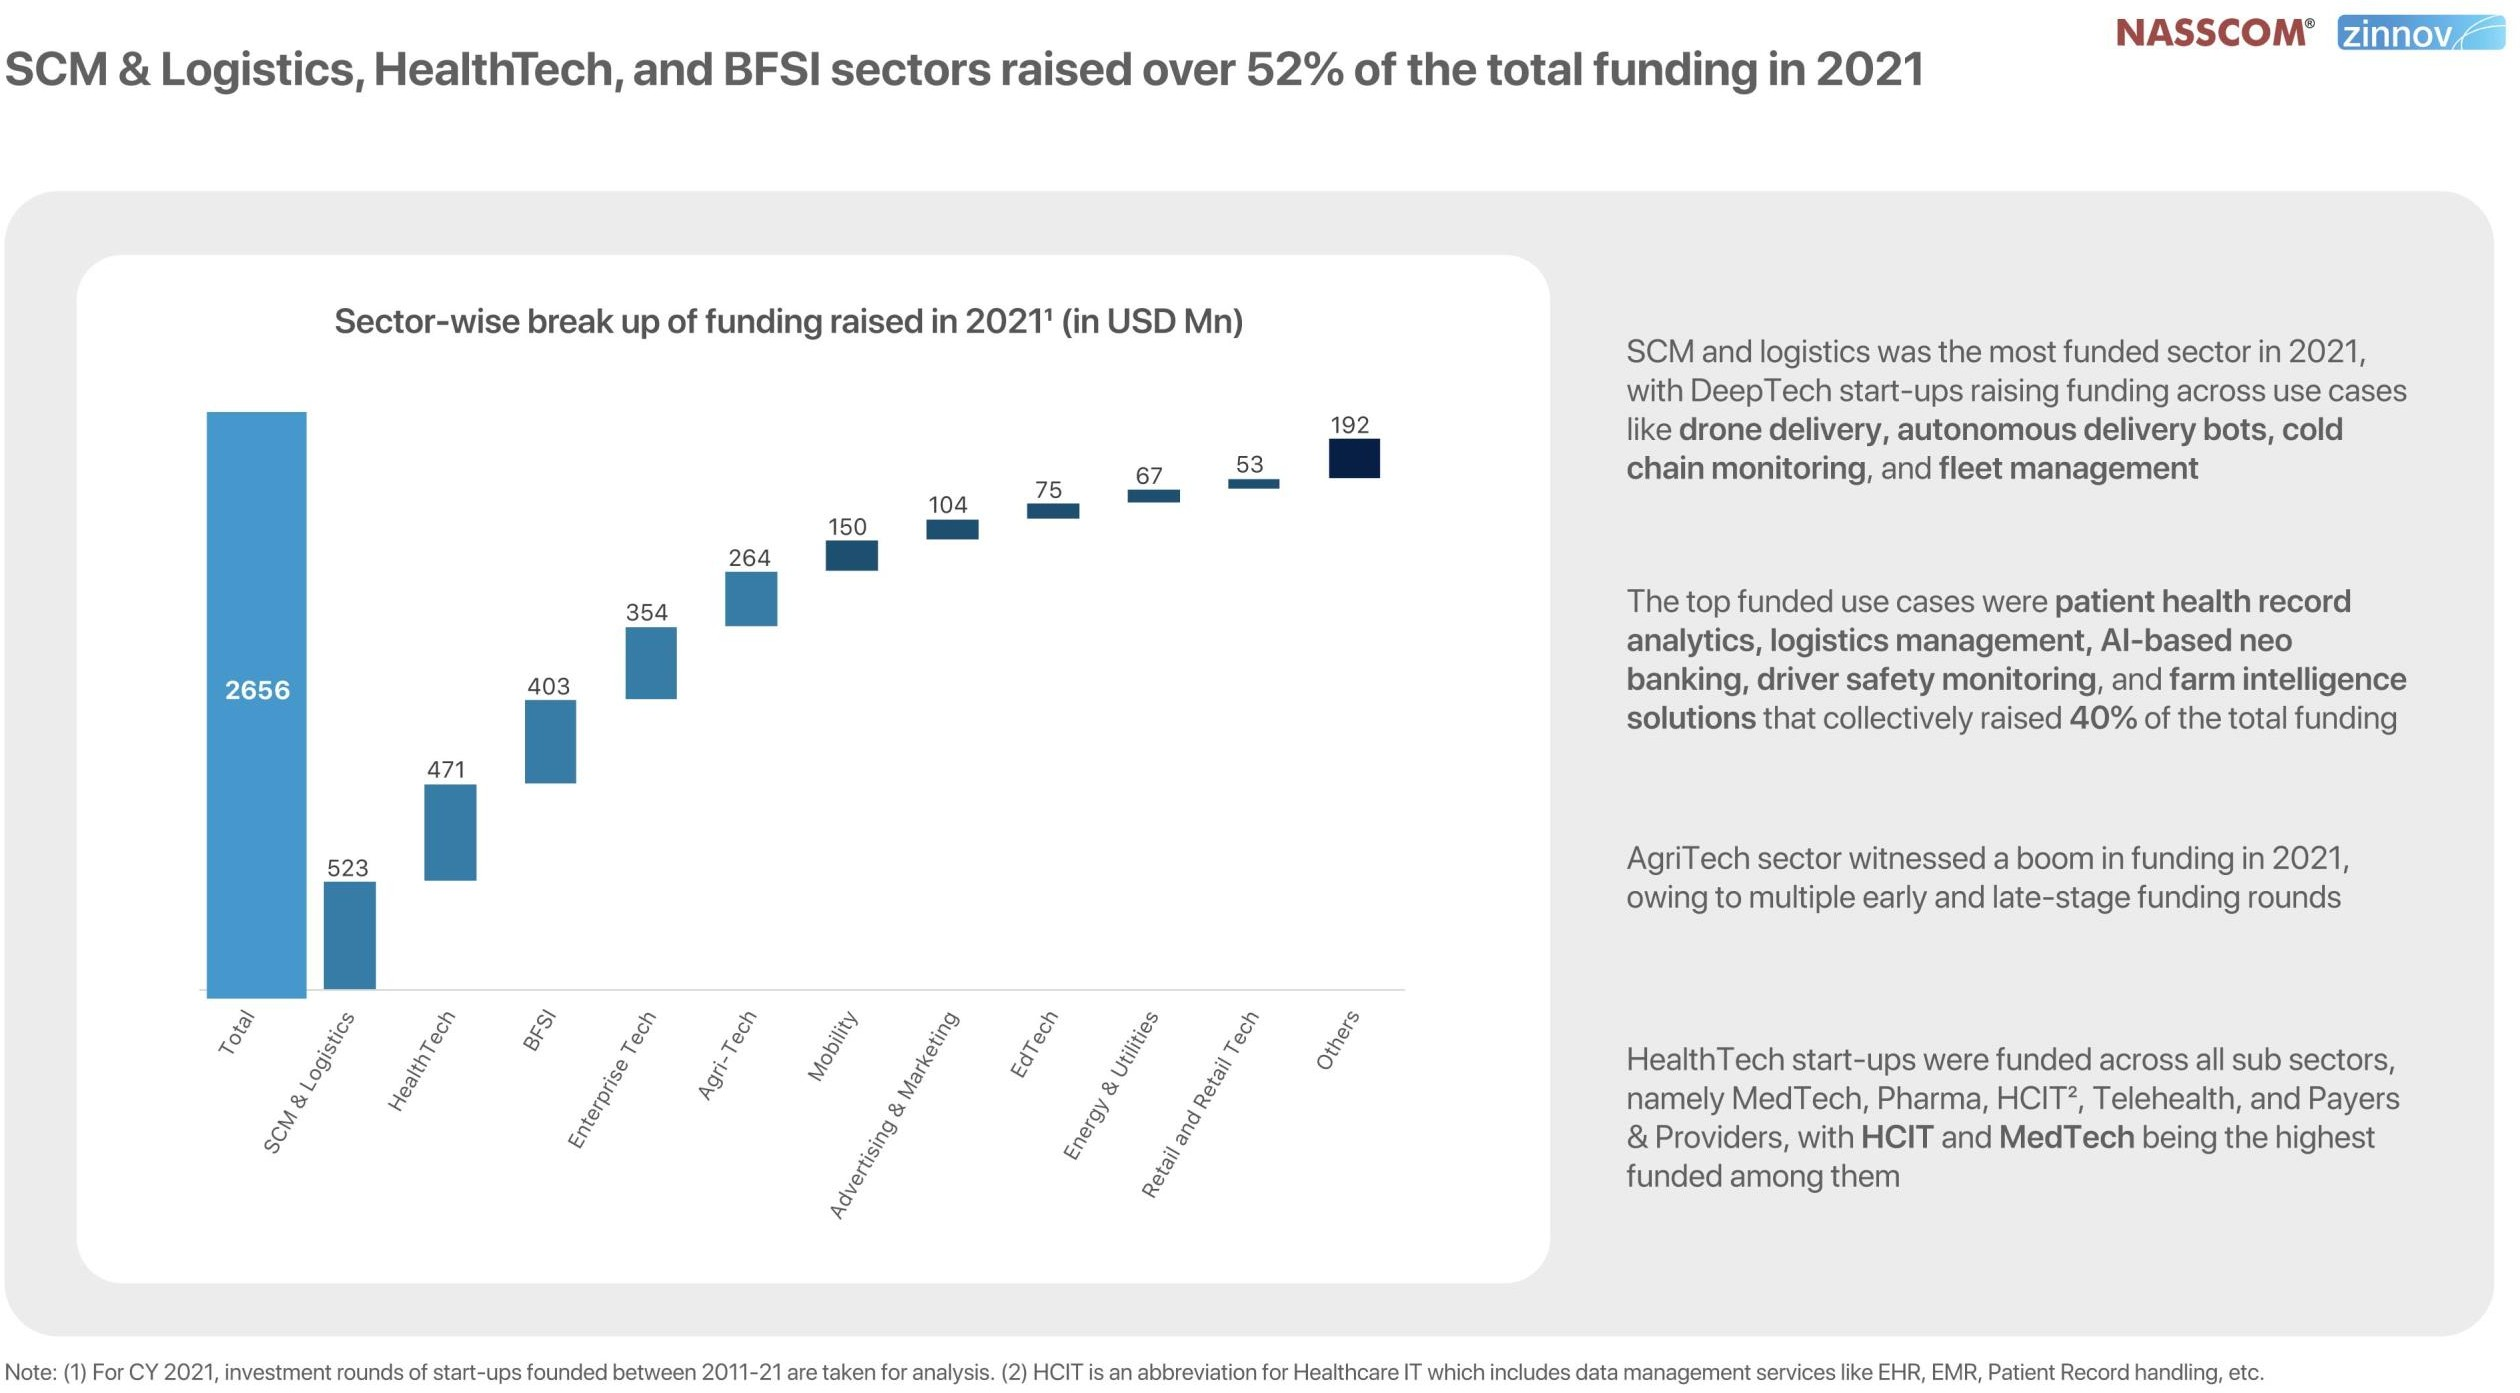 NASSCOM®
zinnov
SCM & Logistics, HealthTech, and BFSI sectors raised over 52% of the total funding in 2021
Sector-wise break up of funding raised in 2021¹ (in USD Mn)
2656
523
471
403
354
264
150
104
75
67
53
192
Total
SCM & Logistics
HealthTech
BFSI
Enterprise Tech
Agri-Tech
Mobility
Advertising & Marketing
EdTech
Energy & Utilities
Retail and Retail Tech
Others
SCM and logistics was the most funded sector in 2021,
with DeepTech start-ups raising funding across use cases
like drone delivery, autonomous delivery bots, cold
chain monitoring, and fleet management
The top funded use cases were patient health record
analytics, logistics management, AI-based neo
banking, driver safety monitoring, and farm intelligence
solutions that collectively raised 40% of the total funding
AgriTech sector witnessed a boom in funding in 2021,
owing to multiple early and late-stage funding rounds
HealthTech start-ups were funded across all sub sectors,
namely MedTech, Pharma, HCIT², Telehealth, and Payers
& Providers, with HCIT and MedTech being the highest
funded among them
Note: (1) For CY 2021, investment rounds of start-ups founded between 2011-21 are taken for analysis. (2) HCIT is an abbreviation for Healthcare IT which includes data management services like EHR, EMR, Patient Record handling, etc.